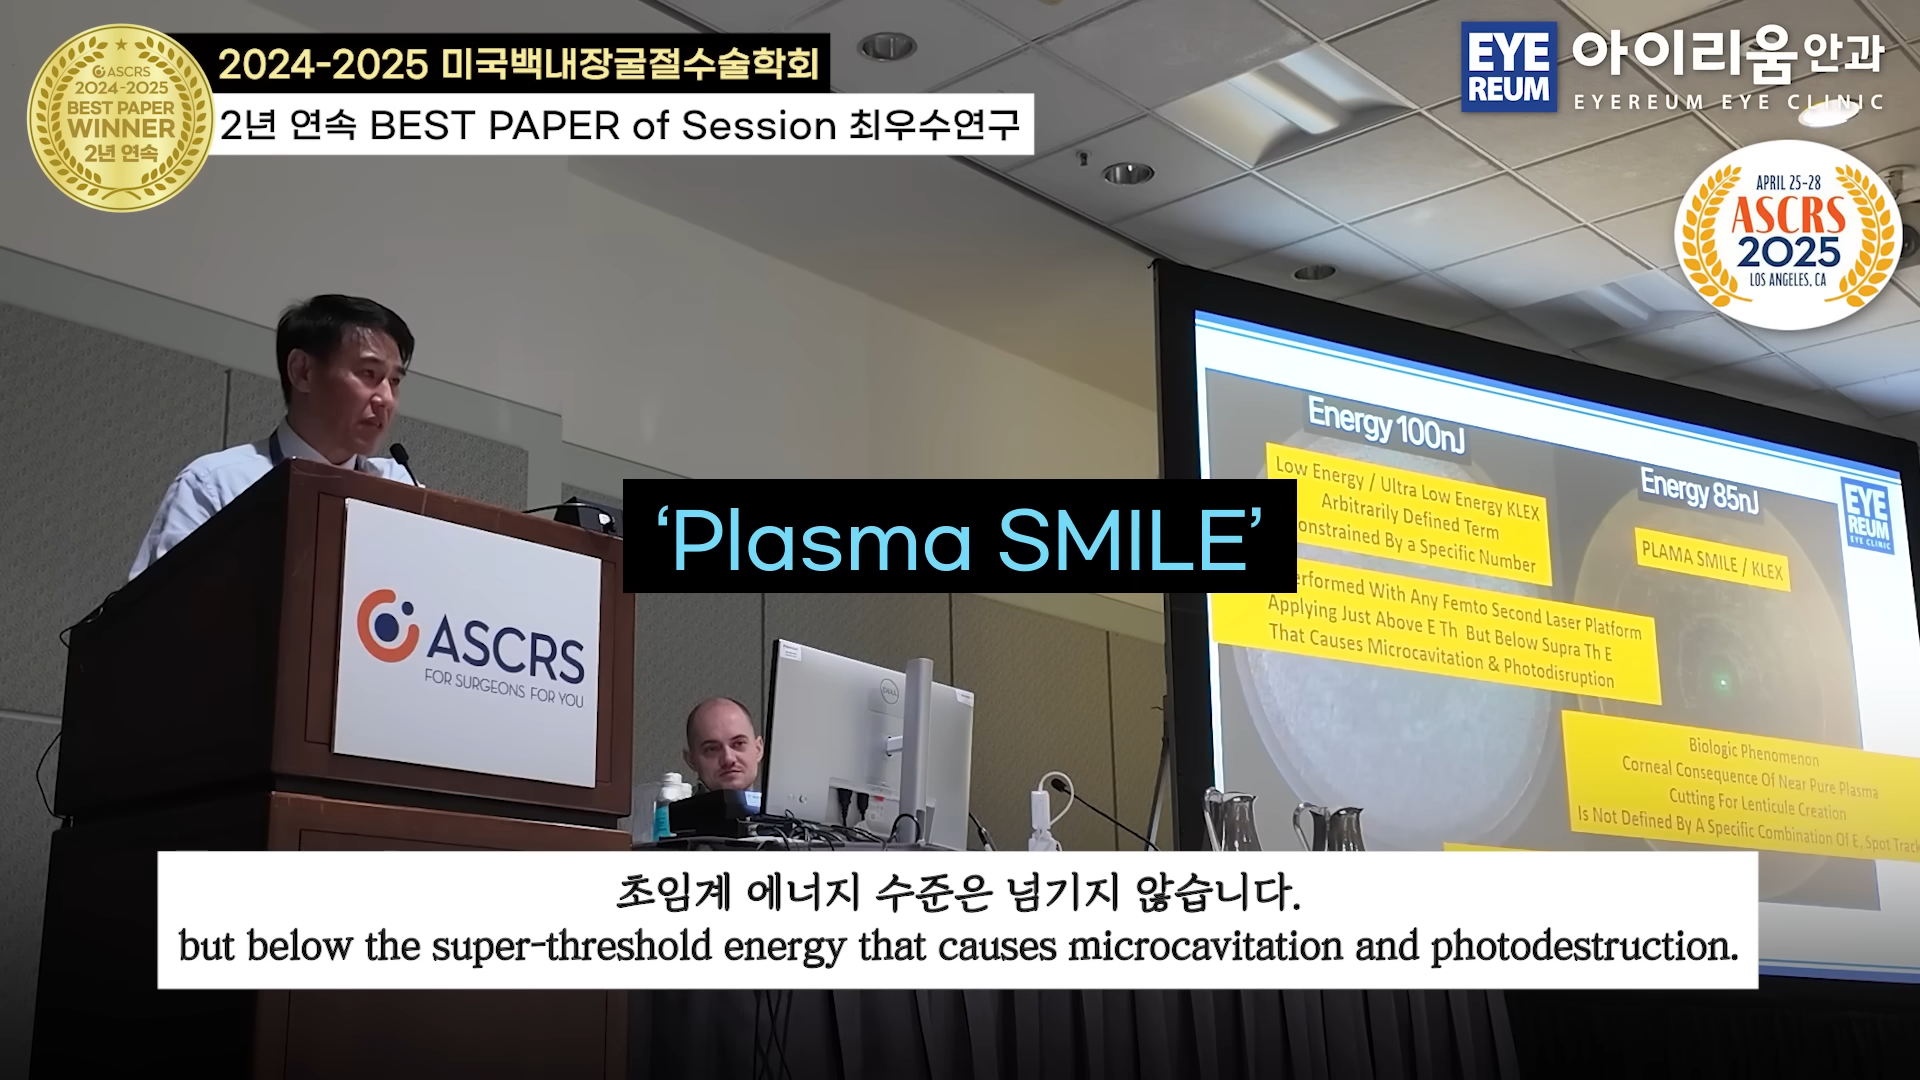 ASCRS
2024-2025
BEST PAPER
WINNER
2년 연속
2024-2025 미국백내장굴절수술학회
2년 연속 BEST PAPER of Session 최우수연구
EYE
REUM
아이리움안과
EYEREUM EYE CLINIC
APRIL 25-28
ASCRS
2025
LOS ANGELES, CA
Energy 100nJ
Low Energy / Ultra Low Energy KLEX
Arbitrarily Defined Term
By a Specific Number
With Any Femto Second Laser Platform
Applying Just Above E Th But Below Supra Th E
That Causes Microcavitation & Photodisruption
Energy 85nJ
PLAMA SMILE / KLEX
EYE
REUM
EYE CLINIC
Biologic Phenomenon
Corneal Consequence Of Near Pure Plasma
Cutting For Lenticule Creation
Is Not Defined By A Specific Combination Of E, Spot
‘Plasma SMILE’
ASCRS
FOR SURGEONS FOR YOU
DELL
초임계 에너지 수준은 넘기지 않습니다.
but below the super-threshold energy that causes microcavitation and photodestruction.